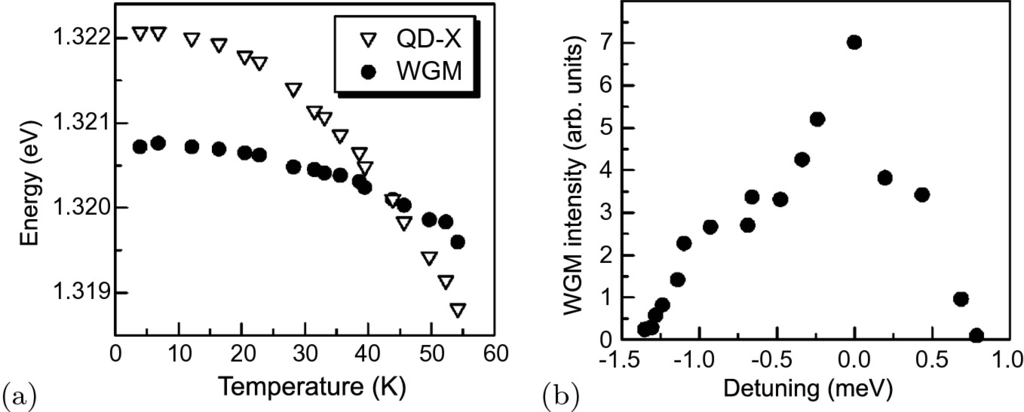 1.322
1.321
1.320
1.319
Energy (eV)
QD-X
WGM
0 10 20 30 40 50 60
Temperature (K)
(a)
7
6
5
4
3
2
1
0
WGM intensity (arb. units)
-1.5 -1.0 -0.5 0.0 0.5 1.0
Detuning (meV)
(b)